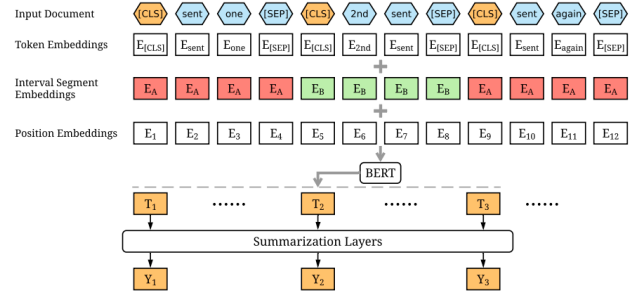 Input Document [CLS] sent one [SEP] [CLS] 2nd sent [SEP] [CLS] sent again [SEP]
Token Embeddings E[CLS] Esent Eone E[SEP] E[CLS] E2nd Esent E[SEP] E[CLS] Esent Eagain E[SEP]
+
Interval Segment
Embeddings
EA EA EA EA EB EB EB EB EA EA EA EA
+
Position Embeddings E1 E2 E3 E4 E5 E6 E7 E8 E9 E10 E11 E12
BERT
T1 ...... T2 ...... T3 ......
Summarization Layers
Y1 Y2 Y3